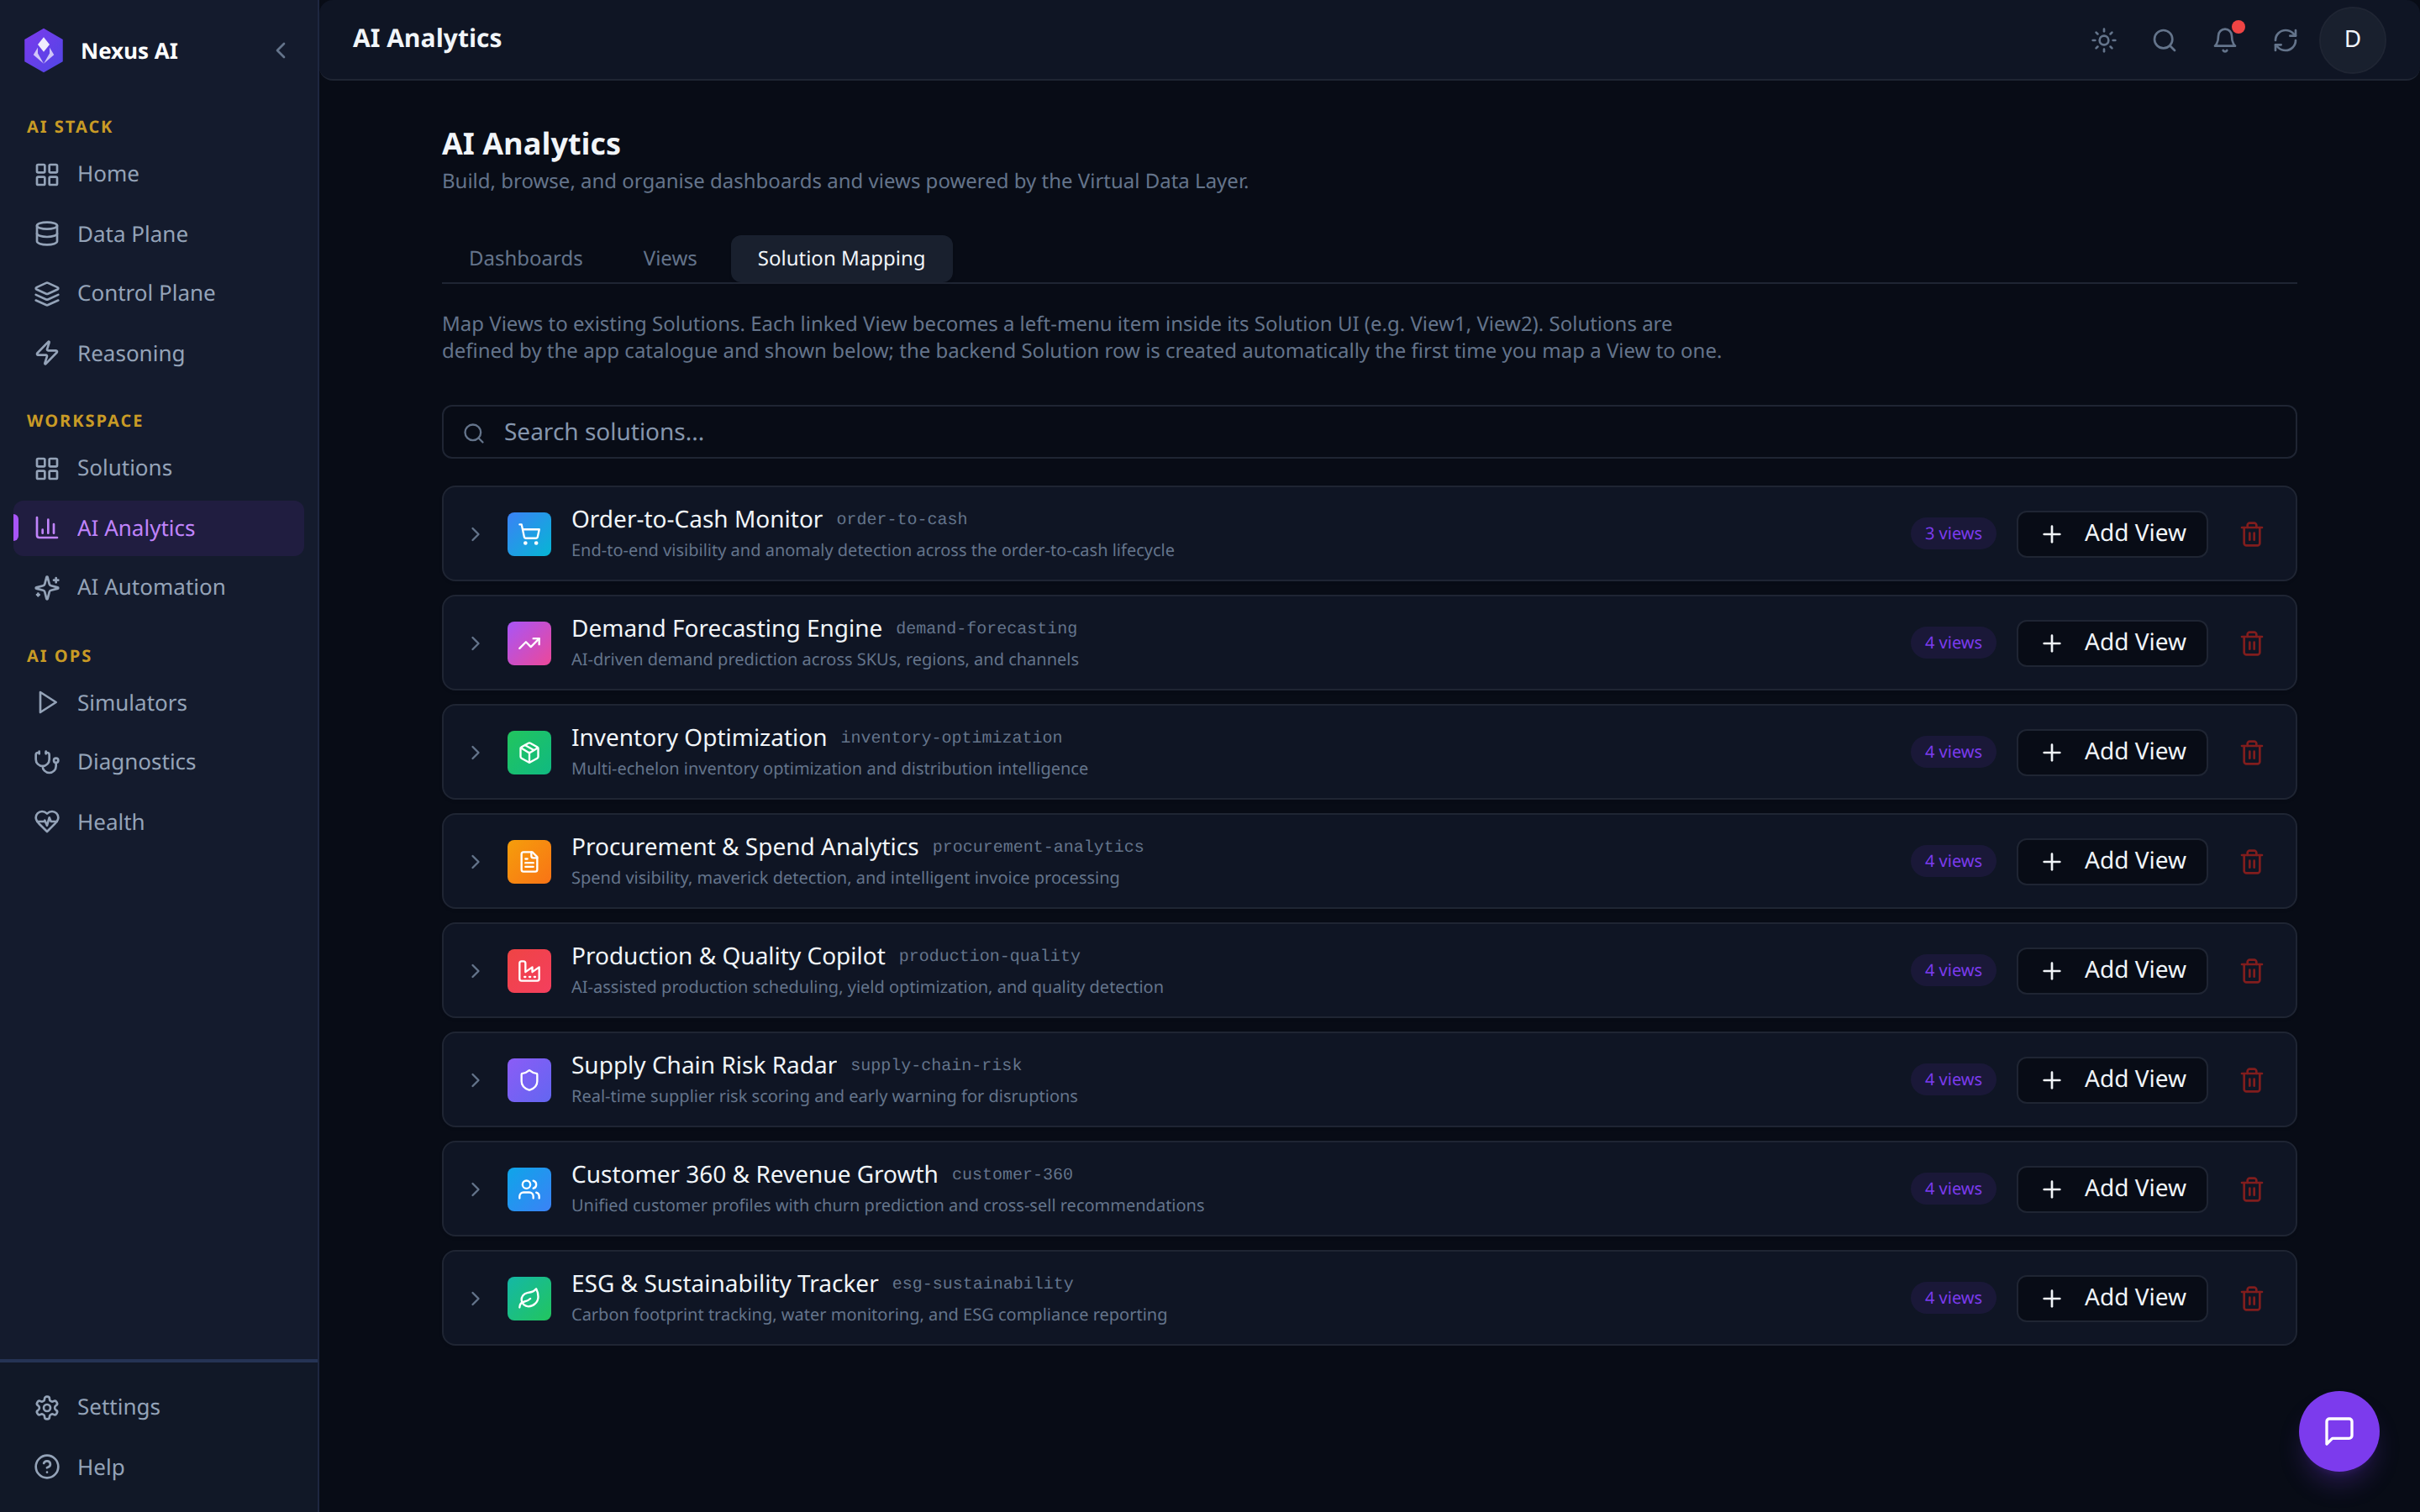 Nexus AI
AI STACK
Home
Data Plane
Control Plane
Reasoning
WORKSPACE
Solutions
AI Analytics
AI Automation
AI OPS
Simulators
Diagnostics
Health
Settings
Help
AI Analytics
D
AI Analytics
Build, browse, and organise dashboards and views powered by the Virtual Data Layer.
Dashboards Views Solution Mapping
Map Views to existing Solutions. Each linked View becomes a left-menu item inside its Solution UI (e.g. View1, View2). Solutions are
defined by the app catalogue and shown below; the backend Solution row is created automatically the first time you map a View to one.
Search solutions...
Order-to-Cash Monitor order-to-cash
End-to-end visibility and anomaly detection across the order-to-cash lifecycle
3 views Add View
Demand Forecasting Engine demand-forecasting
AI-driven demand prediction across SKUs, regions, and channels
4 views Add View
Inventory Optimization inventory-optimization
Multi-echelon inventory optimization and distribution intelligence
4 views Add View
Procurement & Spend Analytics procurement-analytics
Spend visibility, maverick detection, and intelligent invoice processing
4 views Add View
Production & Quality Copilot production-quality
AI-assisted production scheduling, yield optimization, and quality detection
4 views Add View
Supply Chain Risk Radar supply-chain-risk
Real-time supplier risk scoring and early warning for disruptions
4 views Add View
Customer 360 & Revenue Growth customer-360
Unified customer profiles with churn prediction and cross-sell recommendations
4 views Add View
ESG & Sustainability Tracker esg-sustainability
Carbon footprint tracking, water monitoring, and ESG compliance reporting
4 views Add View